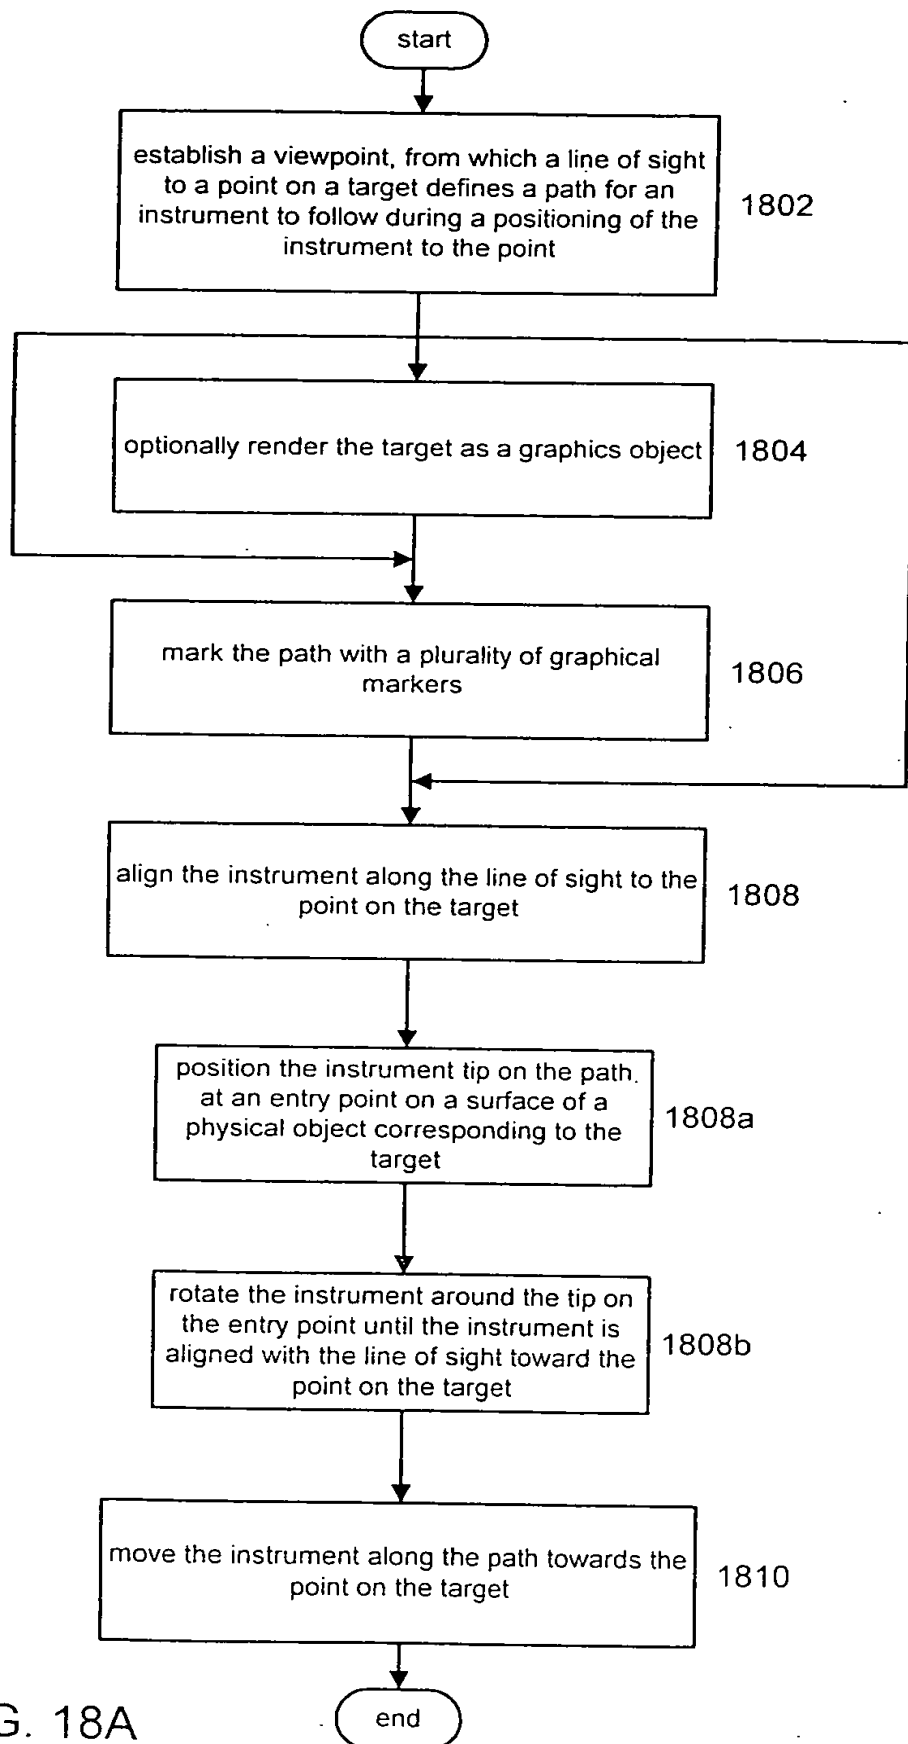 start
establish a viewpoint, from which a line of sight
to a point on a target defines a path for an
instrument to follow during a positioning of the
instrument to the point
1802
optionally render the target as a graphics object
1804
mark the path with a plurality of graphical
markers
1806
align the instrument along the line of sight to the
point on the target
1808
position the instrument tip on the path.
at an entry point on a surface of a
physical object corresponding to the
target
1808a
rotate the instrument around the tip on
the entry point until the instrument is
aligned with the line of sight toward the
point on the target
1808b
move the instrument along the path towards the
point on the target
1810
end
G. 18A